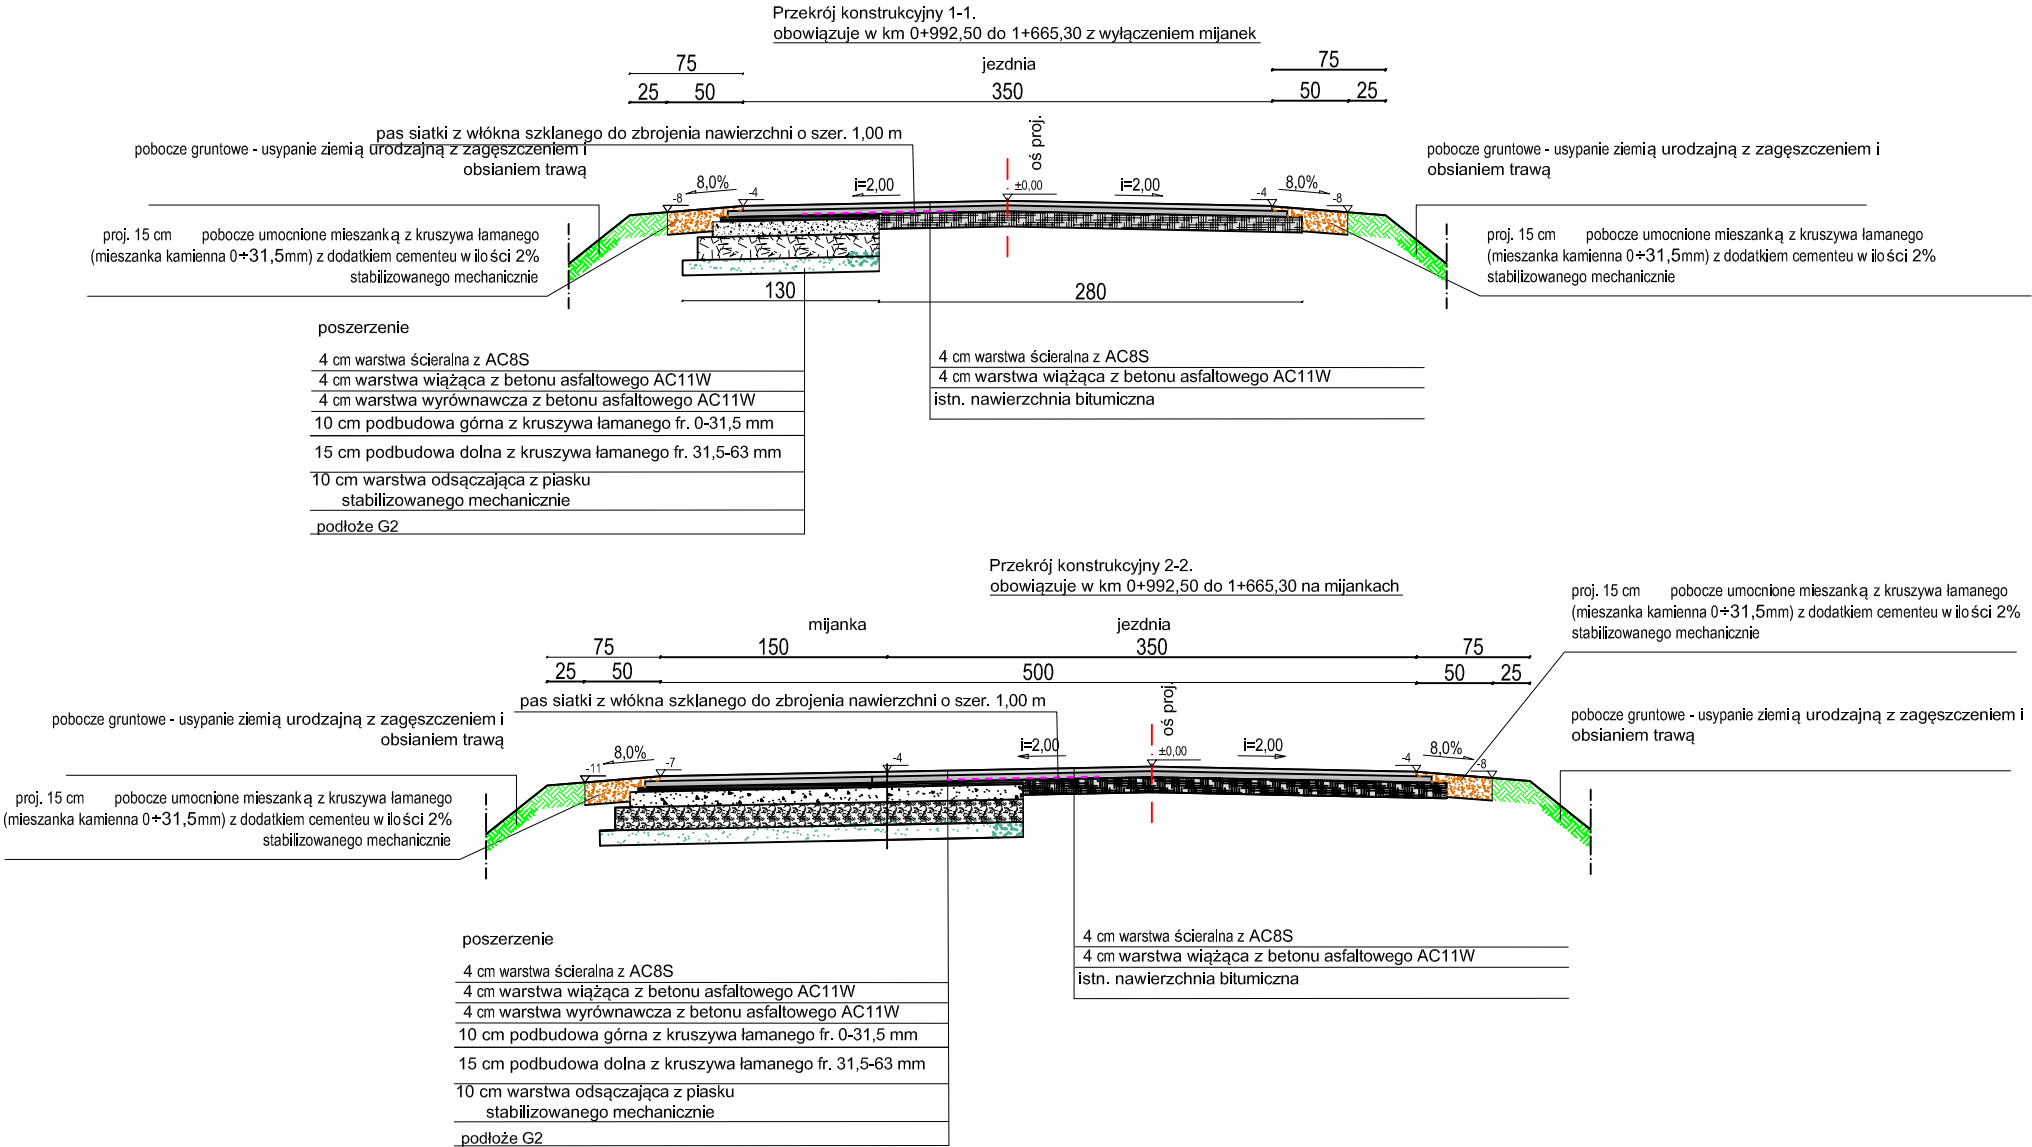 Przekrój konstrukcyjny 1-1.
obowiązuje w km 0+992,50 do 1+665,30 z wyłączeniem mijanek
75
jezdnia
75
25
50
350
50
25
pas siatki z włókna szklanego do zbrojenia nawierzchni o szer. 1,00 m
oś proj.
pobocze gruntowe - usypanie ziemią urodzajną z zagęszczeniem i
obsianiem trawą
pobocze gruntowe - usypanie ziemią urodzajną z zagęszczeniem i
obsianiem trawą
-8
8,0%
-4
i=2,00
±0,00
i=2,00
-4
8,0%
-8
proj. 15 cm pobocze umocnione mieszanką z kruszywa łamanego
(mieszanka kamienna 0÷31,5mm) z dodatkiem cementeu w ilości 2%
stabilizowanego mechanicznie
proj. 15 cm pobocze umocnione mieszanką z kruszywa łamanego
(mieszanka kamienna 0÷31,5mm) z dodatkiem cementeu w ilości 2%
stabilizowanego mechanicznie
130
280
poszerzenie
4 cm warstwa ścieralna z AC8S
4 cm warstwa wiążąca z betonu asfaltowego AC11W
4 cm warstwa wyrównawcza z betonu asfaltowego AC11W
10 cm podbudowa górna z kruszywa łamanego fr. 0-31,5 mm
15 cm podbudowa dolna z kruszywa łamanego fr. 31,5-63 mm
10 cm warstwa odsączająca z piasku
stabilizowanego mechanicznie
podłoże G2
4 cm warstwa ścieralna z AC8S
4 cm warstwa wiążąca z betonu asfaltowego AC11W
istn. nawierzchnia bitumiczna
Przekrój konstrukcyjny 2-2.
obowiązuje w km 0+992,50 do 1+665,30 na mijankach
proj. 15 cm pobocze umocnione mieszanką z kruszywa łamanego
(mieszanka kamienna 0÷31,5mm) z dodatkiem cementeu w ilości 2%
stabilizowanego mechanicznie
mijanka
jezdnia
75
150
350
75
25
50
500
50
25
pas siatki z włókna szklanego do zbrojenia nawierzchni o szer. 1,00 m
oś proj.
pobocze gruntowe - usypanie ziemią urodzajną z zagęszczeniem i
obsianiem trawą
pobocze gruntowe - usypanie ziemią urodzajną z zagęszczeniem i
obsianiem trawą
-11
8,0%
-7
-4
i=2,00
±0,00
i=2,00
-4
8,0%
-8
proj. 15 cm pobocze umocnione mieszanką z kruszywa łamanego
(mieszanka kamienna 0÷31,5mm) z dodatkiem cementeu w ilości 2%
stabilizowanego mechanicznie
poszerzenie
4 cm warstwa ścieralna z AC8S
4 cm warstwa wiążąca z betonu asfaltowego AC11W
4 cm warstwa wyrównawcza z betonu asfaltowego AC11W
10 cm podbudowa górna z kruszywa łamanego fr. 0-31,5 mm
15 cm podbudowa dolna z kruszywa łamanego fr. 31,5-63 mm
10 cm warstwa odsączająca z piasku
stabilizowanego mechanicznie
podłoże G2
4 cm warstwa ścieralna z AC8S
4 cm warstwa wiążąca z betonu asfaltowego AC11W
istn. nawierzchnia bitumiczna